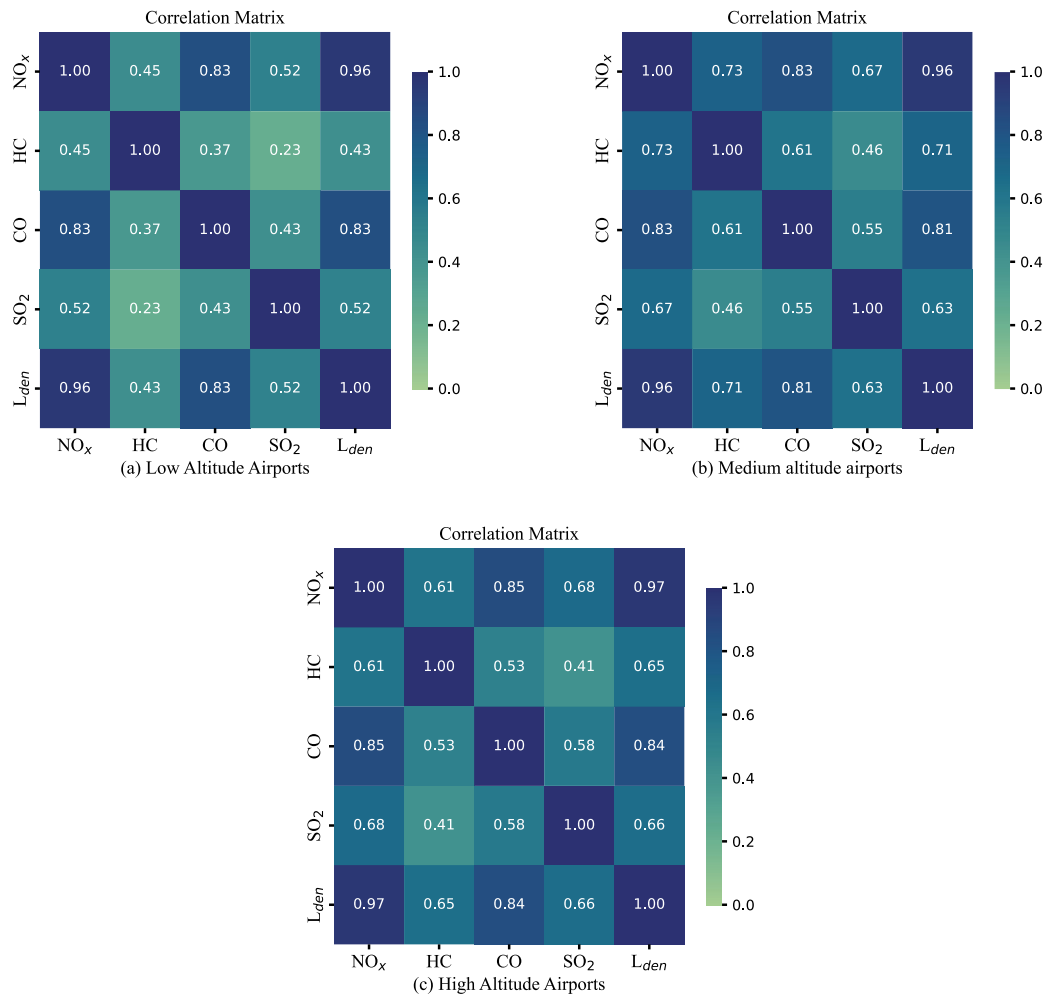 Correlation Matrix
NOx 1.00 0.45 0.83 0.52 0.96
HC 0.45 1.00 0.37 0.23 0.43
CO 0.83 0.37 1.00 0.43 0.83
SO2 0.52 0.23 0.43 1.00 0.52
Lden 0.96 0.43 0.83 0.52 1.00
NOx HC CO SO2 Lden
1.0
0.8
0.6
0.4
0.2
0.0
(a) Low Altitude Airports
Correlation Matrix
NOx 1.00 0.73 0.83 0.67 0.96
HC 0.73 1.00 0.61 0.46 0.71
CO 0.83 0.61 1.00 0.55 0.81
SO2 0.67 0.46 0.55 1.00 0.63
Lden 0.96 0.71 0.81 0.63 1.00
NOx HC CO SO2 Lden
1.0
0.8
0.6
0.4
0.2
0.0
(b) Medium altitude airports
Correlation Matrix
NOx 1.00 0.61 0.85 0.68 0.97
HC 0.61 1.00 0.53 0.41 0.65
CO 0.85 0.53 1.00 0.58 0.84
SO2 0.68 0.41 0.58 1.00 0.66
Lden 0.97 0.65 0.84 0.66 1.00
NOx HC CO SO2 Lden
1.0
0.8
0.6
0.4
0.2
0.0
(c) High Altitude Airports